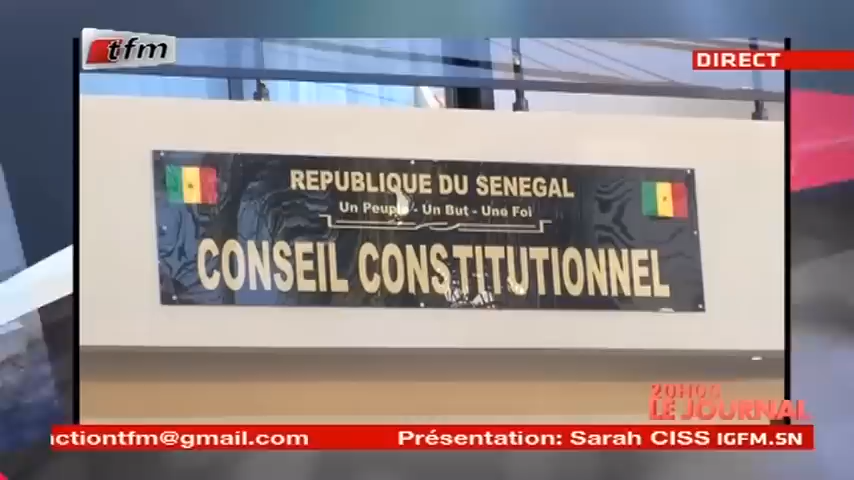 tfm
DIRECT
REPUBLIQUE DU SENEGAL
Un Peuple - Un But - Une Foi
CONSEIL CONSTITUTIONNEL
20H04
LE JOURNAL
ctiontfm@gmail.com Présentation: Sarah CISS IGFM.SN